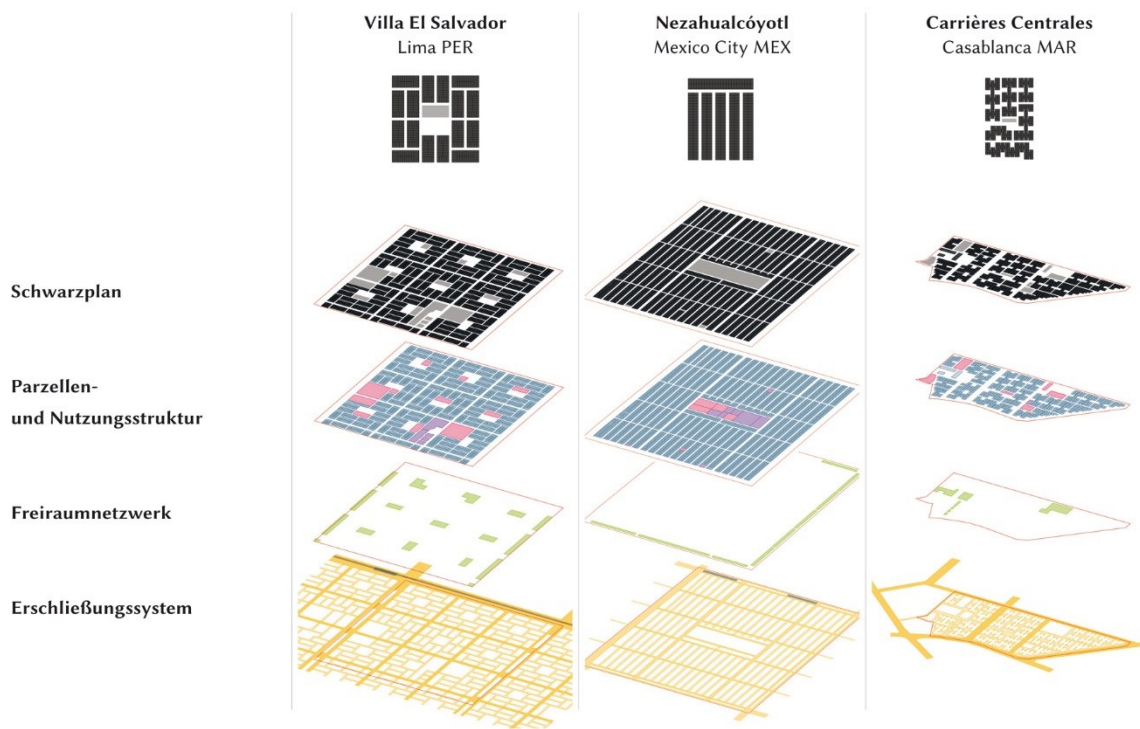 Villa El Salvador
Lima PER
Nezahualcóyotl
Mexico City MEX
Carrières Centrales
Casablanca MAR
Schwarzplan
Parzellen-
und Nutzungsstruktur
Freiraumnetzwerk
Erschließungssystem